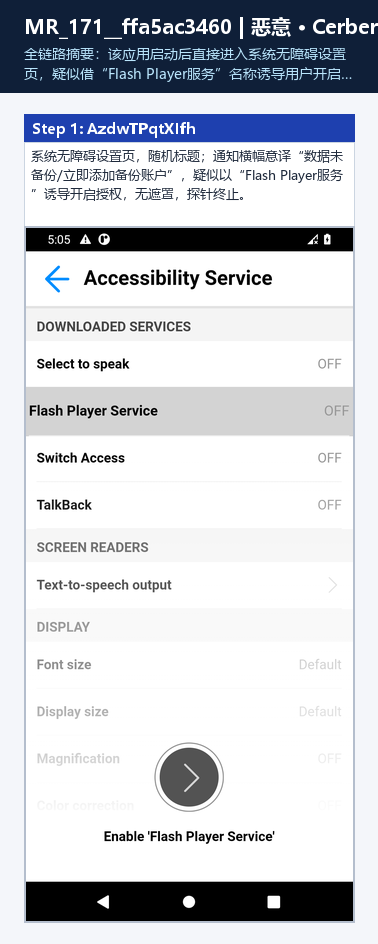 MR_171__ffa5ac3460 | 恶意 • Cerber
全链路摘要：该应用启动后直接进入系统无障碍设置
页，疑似借“Flash Player服务”名称诱导用户开启...
Step 1: AzdwTPqtXIfh
系统无障碍设置页，随机标题；通知横幅意译“数据未
备份/立即添加备份账户”，疑似以“Flash Player服务
”诱导开启授权，无遮罩，探针终止。
5:05
Accessibility Service
DOWNLOADED SERVICES
Select to speak OFF
Flash Player Service OFF
Switch Access OFF
TalkBack OFF
SCREEN READERS
Text-to-speech output
DISPLAY
Font size Default
Display size Default
Magnification OFF
Color correction OFF
Enable 'Flash Player Service'